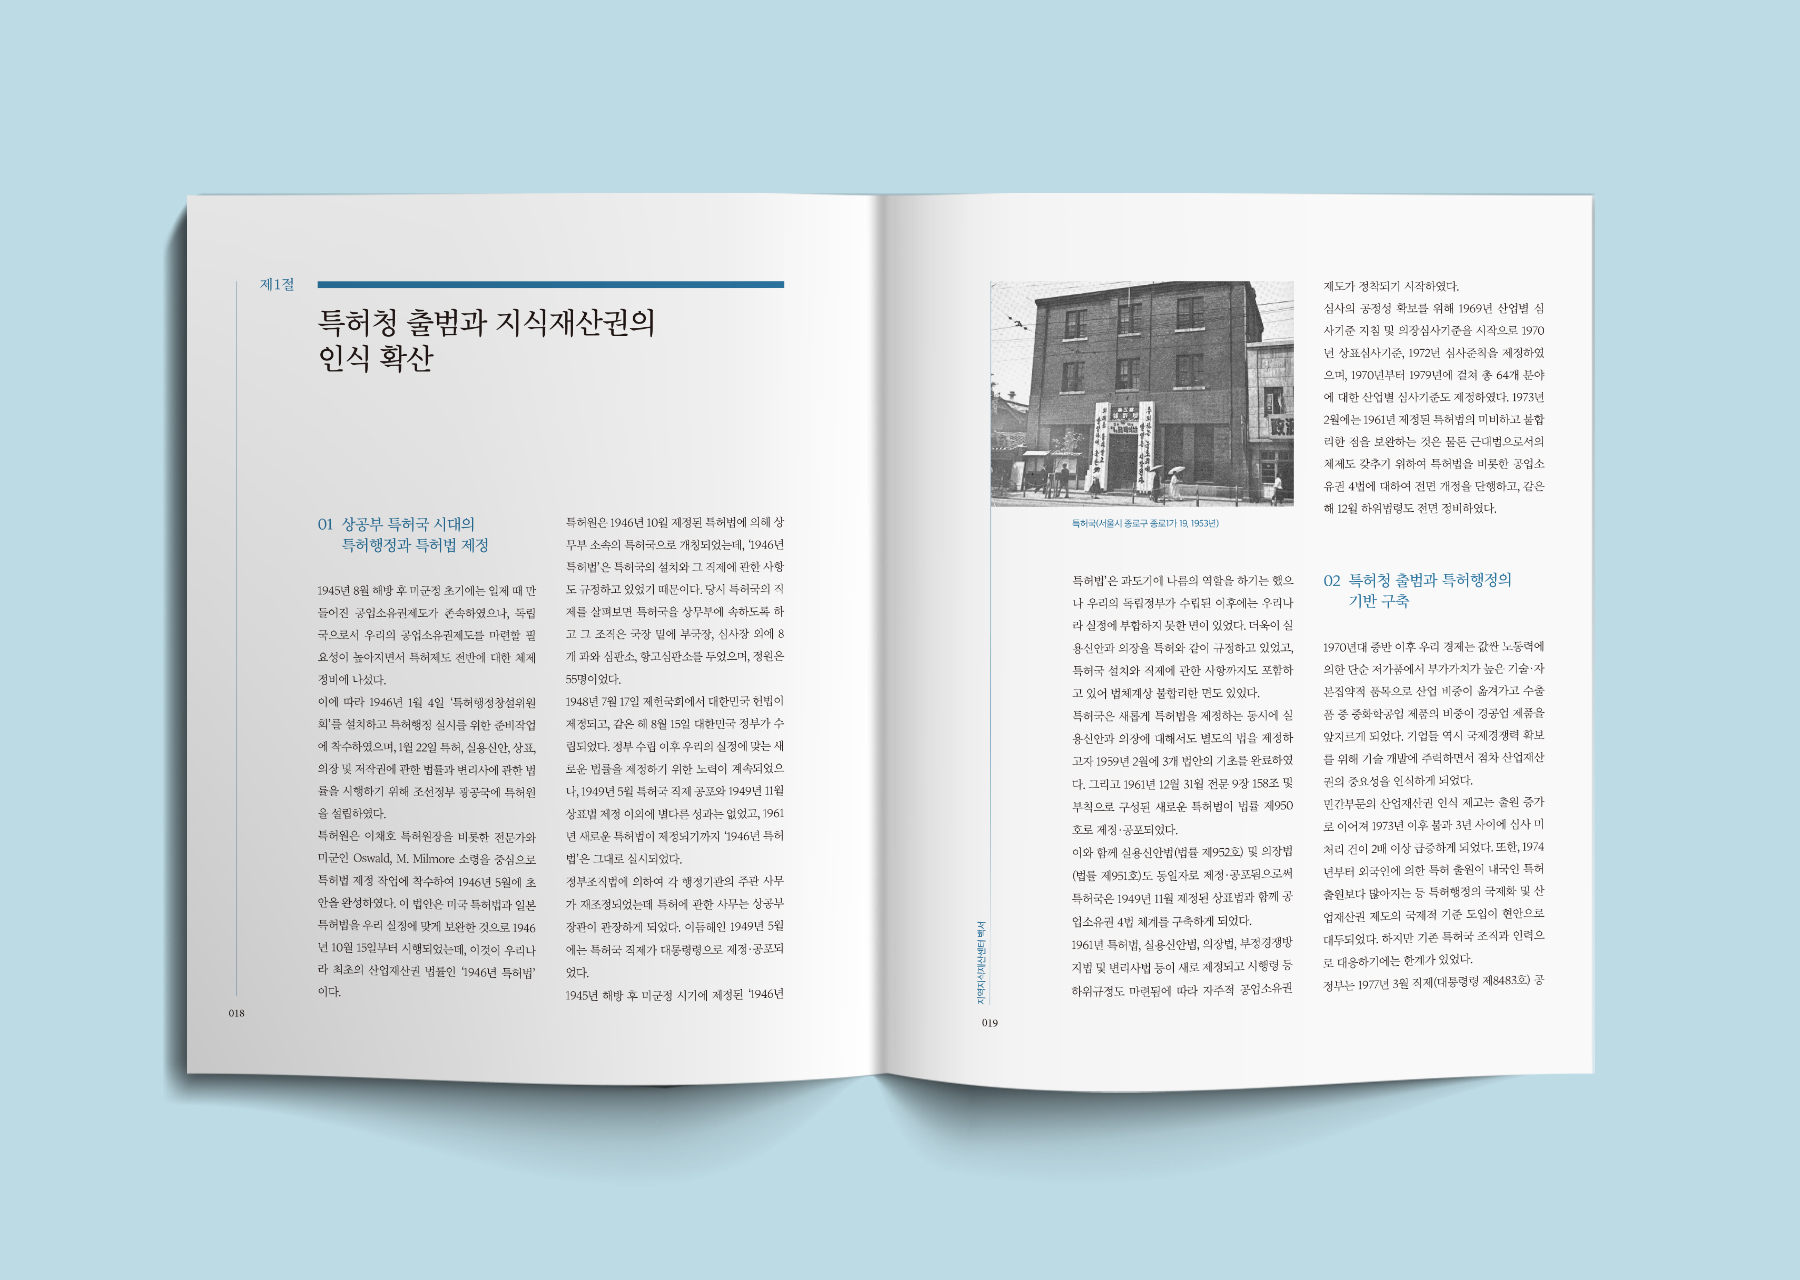 제1절
특허청 출범과 지식재산권의
인식 확산
01 상공부 특허국 시대의
특허행정과 특허법 제정
1945년 8월 해방 후 미군정 초기에는 일제 때 만
들어진 공업소유권제도가 존속하였으나, 독립
국으로서 우리의 공업소유권제도를 마련할 필
요성이 높아지면서 특허제도 전반에 대한 체제
정비에 나섰다.
이에 따라 1946년 1월 4일 ‘특허행정창설위원
회’를 설치하고 특허행정 실시를 위한 준비작업
에 착수하였으며, 1월 22일 특허, 실용신안, 상표,
의장 및 저작권에 관한 법률과 변리사에 관한 법
률을 시행하기 위해 조선정부 광공국에 특허원
을 설립하였다.
특허원은 이채호 특허원장을 비롯한 전문가와
미군인 Oswald, M. Milmore 소령을 중심으로
특허법 제정 작업에 착수하여 1946년 5월에 초
안을 완성하였다. 이 법안은 미국 특허법과 일본
특허법을 우리 실정에 맞게 보완한 것으로 1946
년 10월 15일부터 시행되었는데, 이것이 우리나
라 최초의 산업재산권 법률인 ‘1946년 특허법’
이다.
018
특허원은 1946년 10월 제정된 특허법에 의해 상
무부 소속의 특허국으로 개칭되었는데, ‘1946년
특허법’은 특허국의 설치와 그 직제에 관한 사항
도 규정하고 있었기 때문이다. 당시 특허국의 직
제를 살펴보면 특허국을 상무부에 속하도록 하
고 그 조직은 국장 밑에 부국장, 심사장 외에 8
개 과와 심판소, 항고심판소를 두었으며, 정원은
55명이었다.
1948년 7월 17일 제헌국회에서 대한민국 헌법이
제정되고, 같은 해 8월 15일 대한민국 정부가 수
립되었다. 정부 수립 이후 우리의 실정에 맞는 새
로운 법률을 제정하기 위한 노력이 계속되었으
나, 1949년 5월 특허국 직제 공포와 1949년 11월
상표법 제정 이외에 별다른 성과는 없었고, 1961
년 새로운 특허법이 제정되기까지 ‘1946년 특허
법’은 그대로 실시되었다.
정부조직법에 의하여 각 행정기관의 주관 사무
가 재조정되었는데 특허에 관한 사무는 상공부
장관이 관장하게 되었다. 이듬해인 1949년 5월
에는 특허국 직제가 대통령령으로 제정·공포되
었다.
1945년 해방 후 미군정 시기에 제정된 ‘1946년
특허국(서울시 종로구 종로1가 19, 1953년)
특허법’은 과도기에 나름의 역할을 하기는 했으
나 우리의 독립정부가 수립된 이후에는 우리나
라 실정에 부합하지 못한 면이 있었다. 더욱이 실
용신안과 의장을 특허와 같이 규정하고 있었고,
특허국 설치와 직제에 관한 사항까지도 포함하
고 있어 법체계상 불합리한 면도 있었다.
특허국은 새롭게 특허법을 제정하는 동시에 실
용신안과 의장에 대해서도 별도의 법을 제정하
고자 1959년 2월에 3개 법안의 기초를 완료하였
다. 그리고 1961년 12월 31일 전문 9장 158조 및
부칙으로 구성된 새로운 특허법이 법률 제950
호로 제정·공포되었다.
이와 함께 실용신안법(법률 제952호) 및 의장법
(법률 제951호)도 동일자로 제정·공포됨으로써
특허국은 1949년 11월 제정된 상표법과 함께 공
업소유권 4법 체계를 구축하게 되었다.
1961년 특허법, 실용신안법, 의장법, 부정경쟁방
지법 및 변리사법 등이 새로 제정되고 시행령 등
하위규정도 마련됨에 따라 자주적 공업소유권
지역지식재산센터 백서
019
제도가 정착되기 시작하였다.
심사의 공정성 확보를 위해 1969년 산업별 심
사기준 지침 및 의장심사기준을 시작으로 1970
년 상표심사기준, 1972년 심사준칙을 제정하였
으며, 1970년부터 1979년에 걸쳐 총 64개 분야
에 대한 산업별 심사기준도 제정하였다. 1973년
2월에는 1961년 제정된 특허법의 미비하고 불합
리한 점을 보완하는 것은 물론 근대법으로서의
체제도 갖추기 위하여 특허법을 비롯한 공업소
유권 4법에 대하여 전면 개정을 단행하고, 같은
해 12월 하위법령도 전면 정비하였다.
02 특허청 출범과 특허행정의
기반 구축
1970년대 중반 이후 우리 경제는 값싼 노동력에
의한 단순 저가품에서 부가가치가 높은 기술·자
본집약적 품목으로 산업 비중이 옮겨가고 수출
품 중 중화학공업 제품의 비중이 경공업 제품을
앞지르게 되었다. 기업들 역시 국제경쟁력 확보
를 위해 기술 개발에 주력하면서 점차 산업재산
권의 중요성을 인식하게 되었다.
민간부문의 산업재산권 인식 제고는 출원 증가
로 이어져 1973년 이후 불과 3년 사이에 심사 미
처리 건이 2배 이상 급증하게 되었다. 또한, 1974
년부터 외국인에 의한 특허 출원이 내국인 특허
출원보다 많아지는 등 특허행정의 국제화 및 산
업재산권 제도의 국제적 기준 도입이 현안으로
대두되었다. 하지만 기존 특허국 조직과 인력으
로 대응하기에는 한계가 있었다.
정부는 1977년 3월 직제(대통령령 제8483호) 공